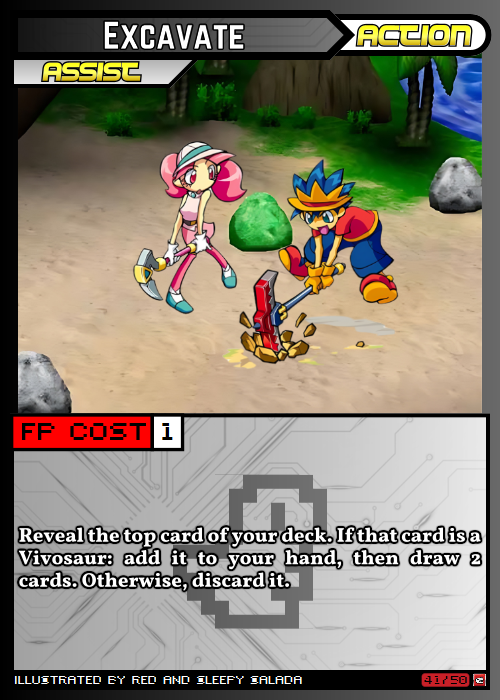 Excavate
ACTION
ASSIST
FP COST 1
Reveal the top card of your deck. If that card is a
Vivosaur: add it to your hand, then draw 2
cards. Otherwise, discard it.
ILLUSTRATED BY RED AND SLEEPY SALADA
41/50